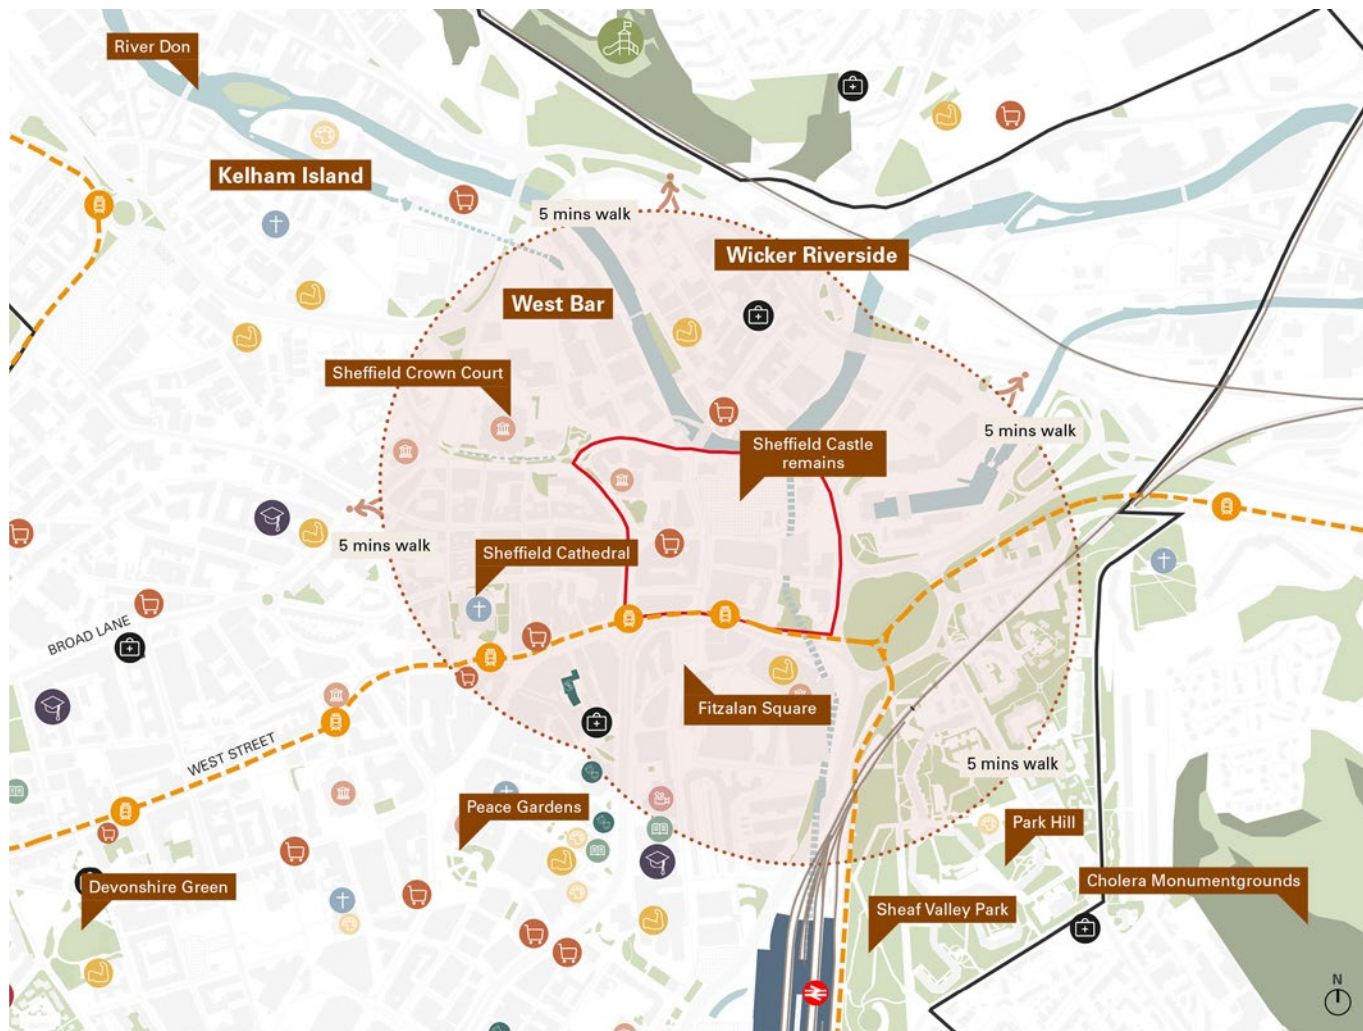 River Don
Kelham Island
5 mins walk
Wicker Riverside
West Bar
Sheffield Crown Court
5 mins walk
Sheffield Castle
remains
5 mins walk
Sheffield Cathedral
BROAD LANE
Fitzalan Square
WEST STREET
5 mins walk
Peace Gardens
Park Hill
Devonshire Green
Cholera Monumentgrounds
Sheaf Valley Park
N